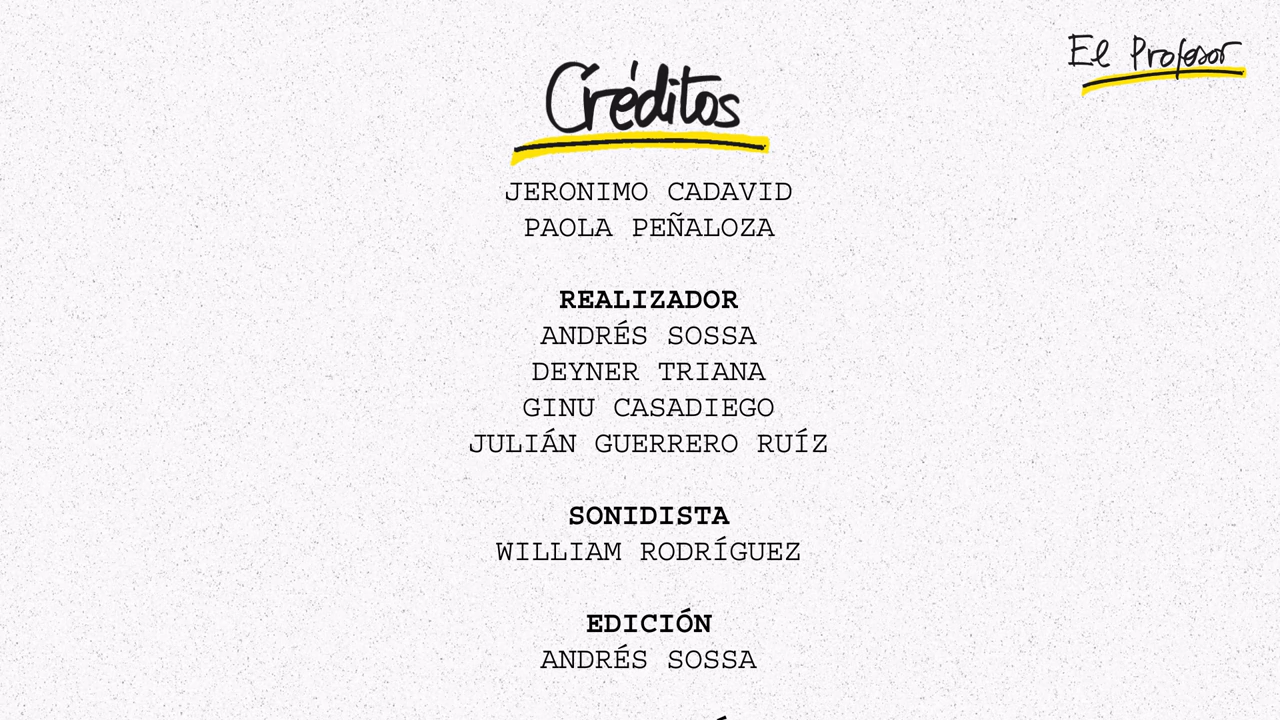 El Profesor
Créditos
JERONIMO CADAVID
PAOLA PEÑALOZA
REALIZADOR
ANDRÉS SOSSA
DEYNER TRIANA
GINU CASADIEGO
JULIÁN GUERRERO RUÍZ
SONIDISTA
WILLIAM RODRÍGUEZ
EDICIÓN
ANDRÉS SOSSA